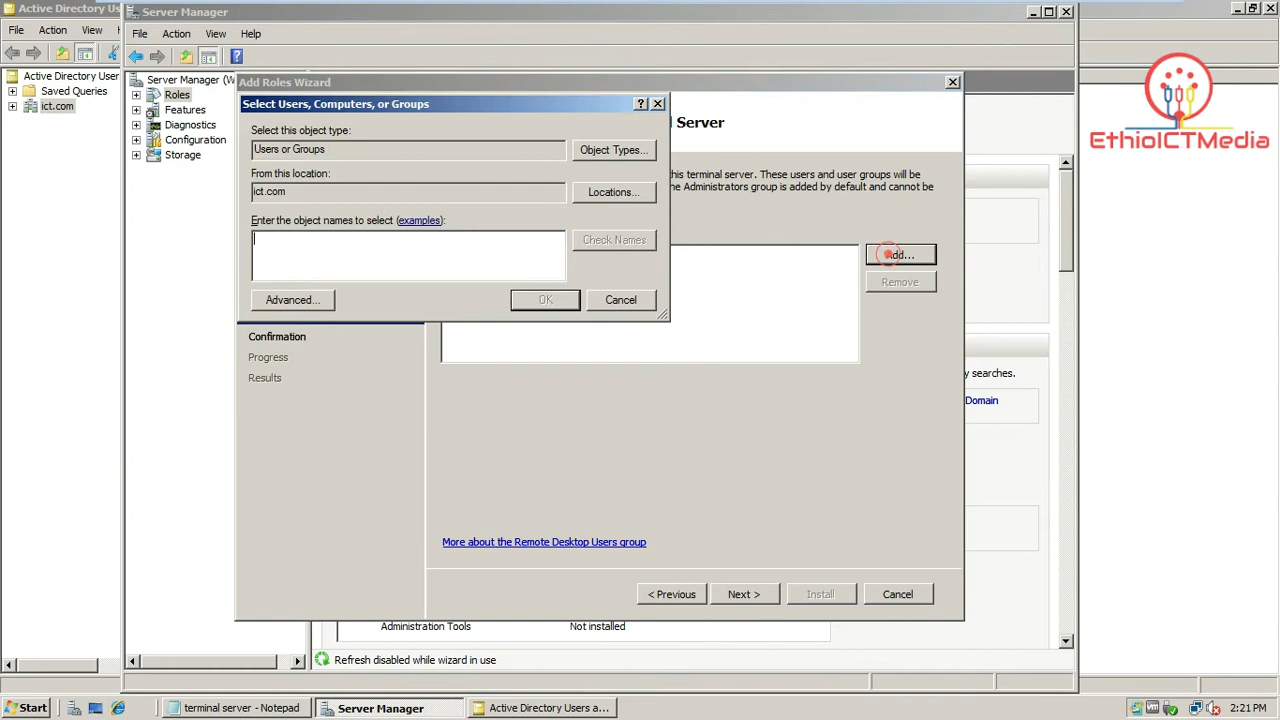 Active Directory Us
Server Manager
File Action View
File Action View Help
Active Directory User
Saved Queries
ict.com
Server Manager (W
Roles
Features
Diagnostics
Configuration
Storage
Add Roles Wizard
Server
this terminal server. These users and user groups will be
he Administrators group is added by default and cannot be
Add...
Remove
Select Users, Computers, or Groups
Select this object type:
Users or Groups
Object Types...
From this location:
ict.com
Locations...
Enter the object names to select (examples):
Check Names
Advanced...
OK
Cancel
Confirmation
Progress
Results
More about the Remote Desktop Users group
< Previous
Next >
Install
Cancel
y searches.
Domain
Administration Tools Not installed
Refresh disabled while wizard in use
EthioICTMedia
Start
terminal server - Notepad
Server Manager
Active Directory Users a...
2:21 PM